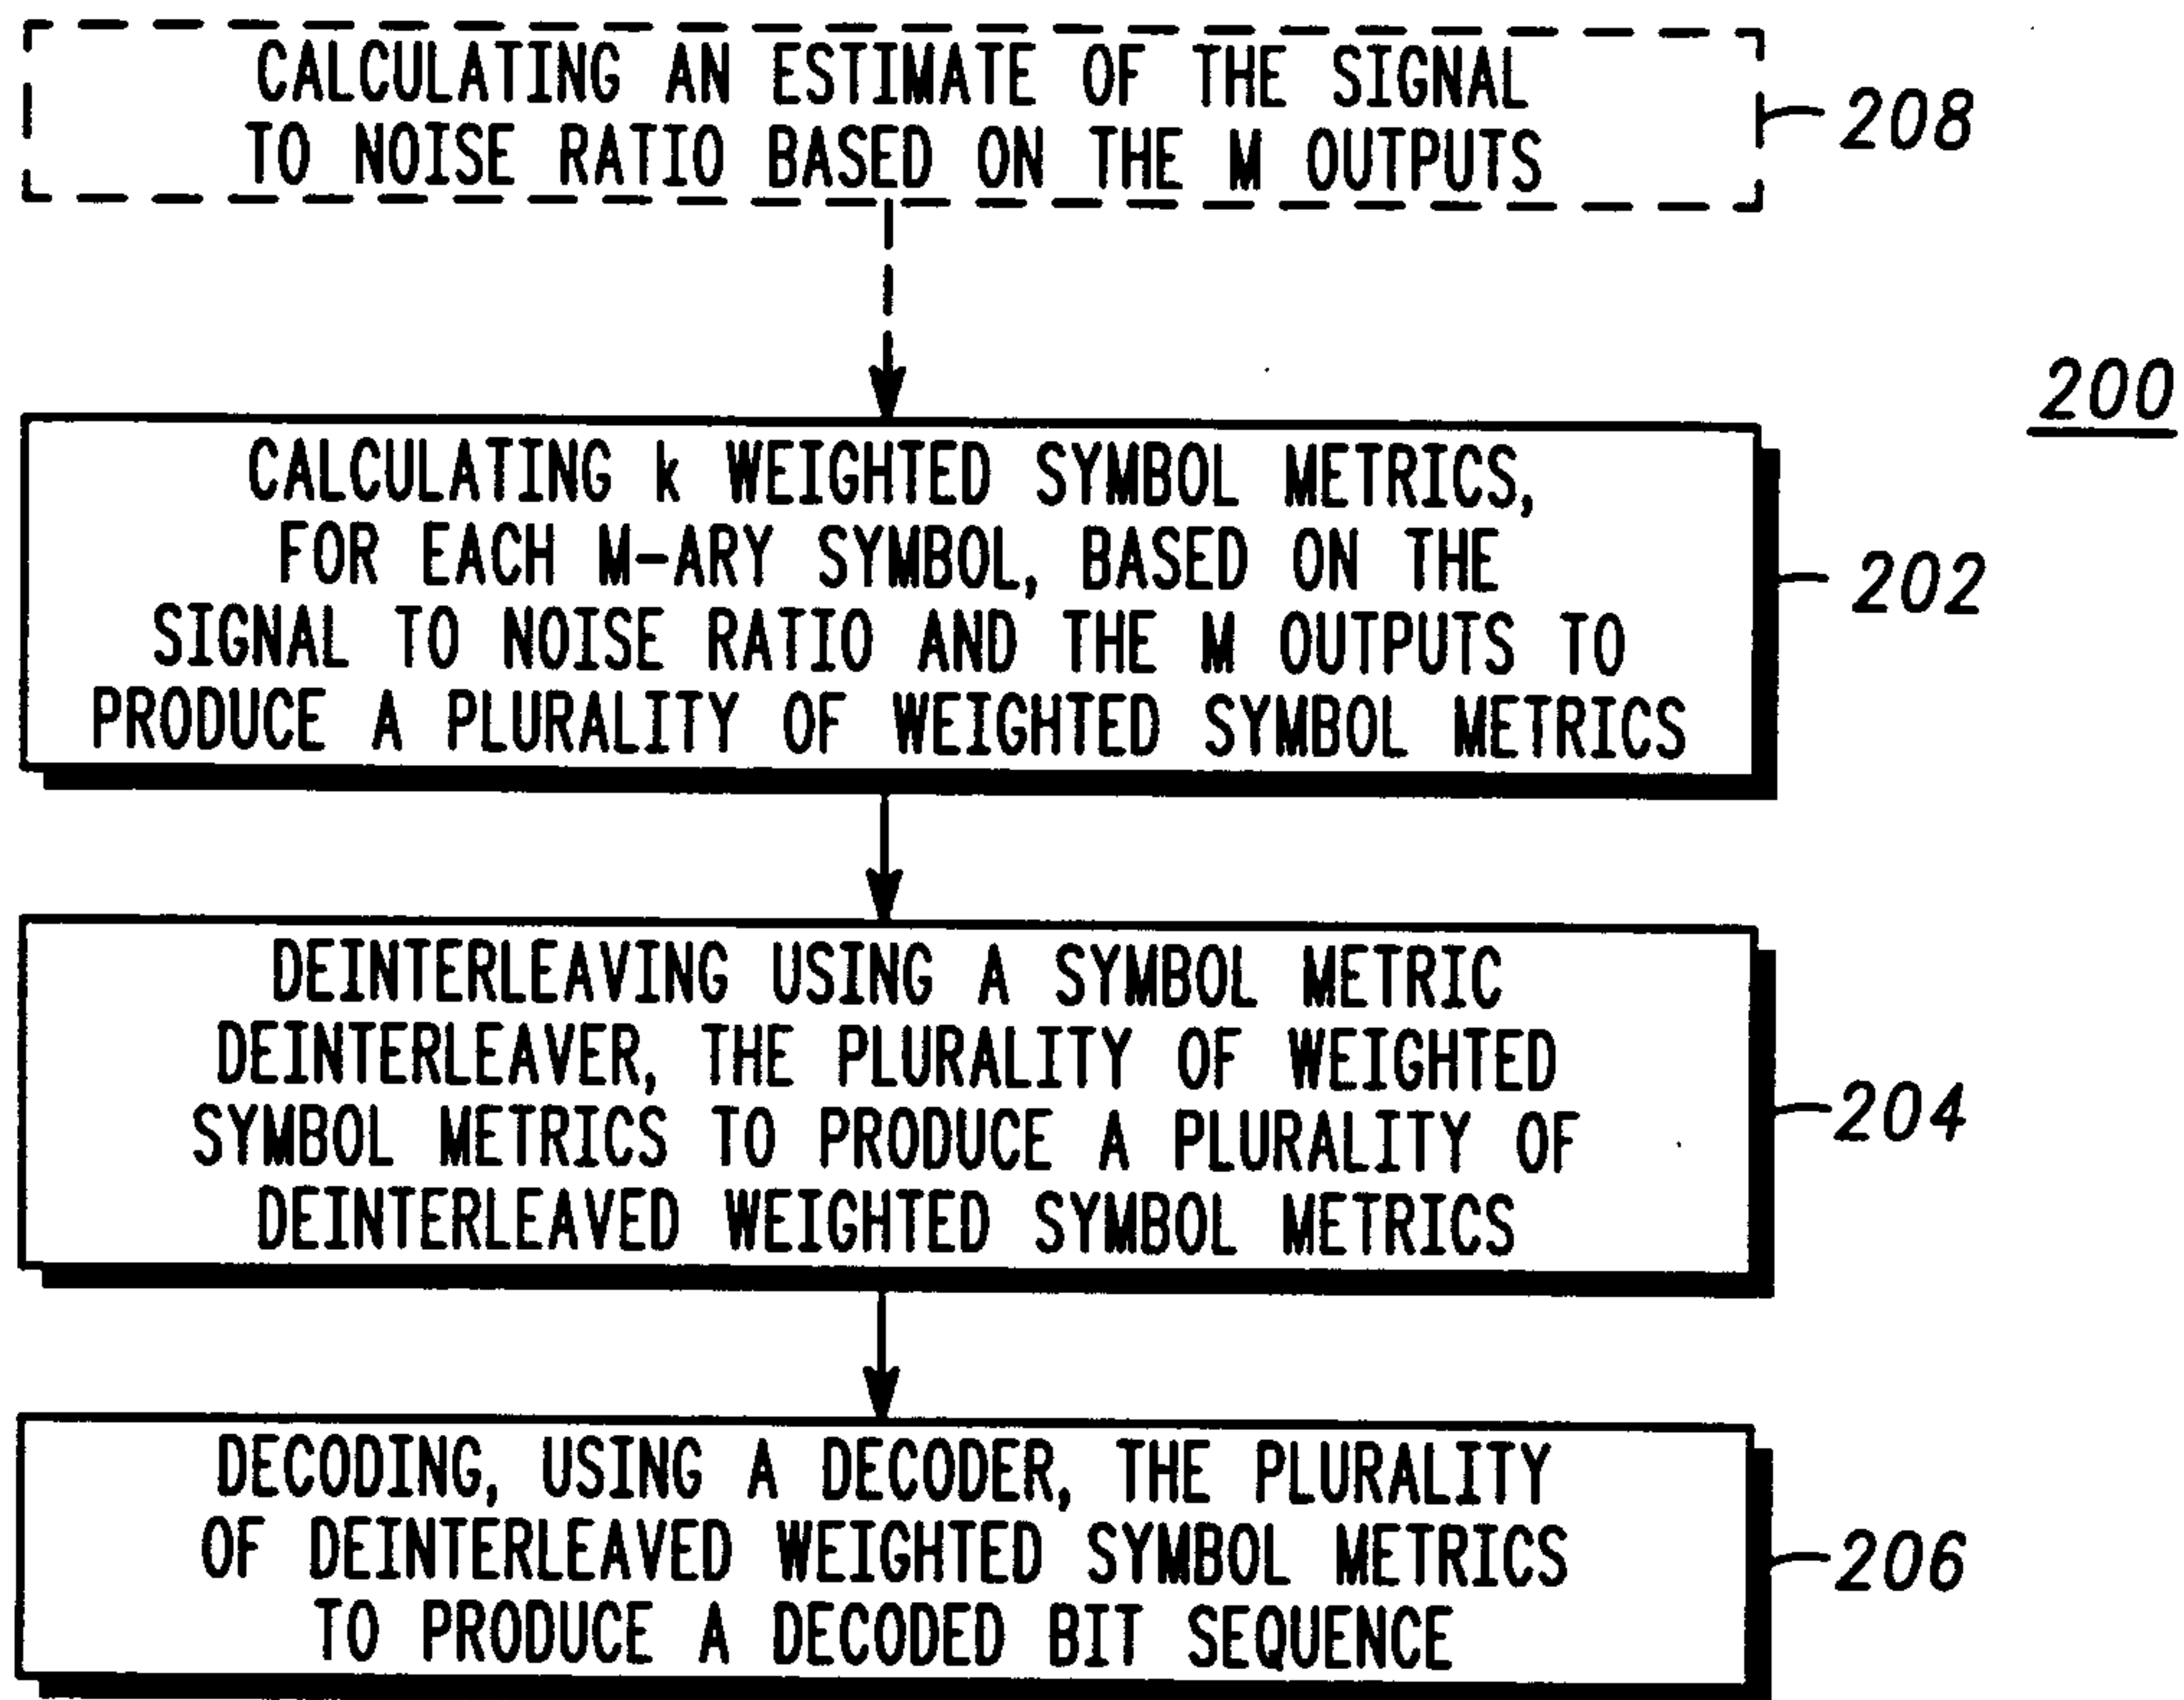 CALCULATING AN ESTIMATE OF THE SIGNAL
TO NOISE RATIO BASED ON THE M OUTPUTS
208
200
CALCULATING k WEIGHTED SYMBOL METRICS,
FOR EACH M-ARY SYMBOL, BASED ON THE
SIGNAL TO NOISE RATIO AND THE M OUTPUTS TO
PRODUCE A PLURALITY OF WEIGHTED SYMBOL METRICS
202
DEINTERLEAVING USING A SYMBOL METRIC
DEINTERLEAVER, THE PLURALITY OF WEIGHTED
SYMBOL METRICS TO PRODUCE A PLURALITY OF
DEINTERLEAVED WEIGHTED SYMBOL METRICS
204
DECODING, USING A DECODER, THE PLURALITY
OF DEINTERLEAVED WEIGHTED SYMBOL METRICS
TO PRODUCE A DECODED BIT SEQUENCE
206